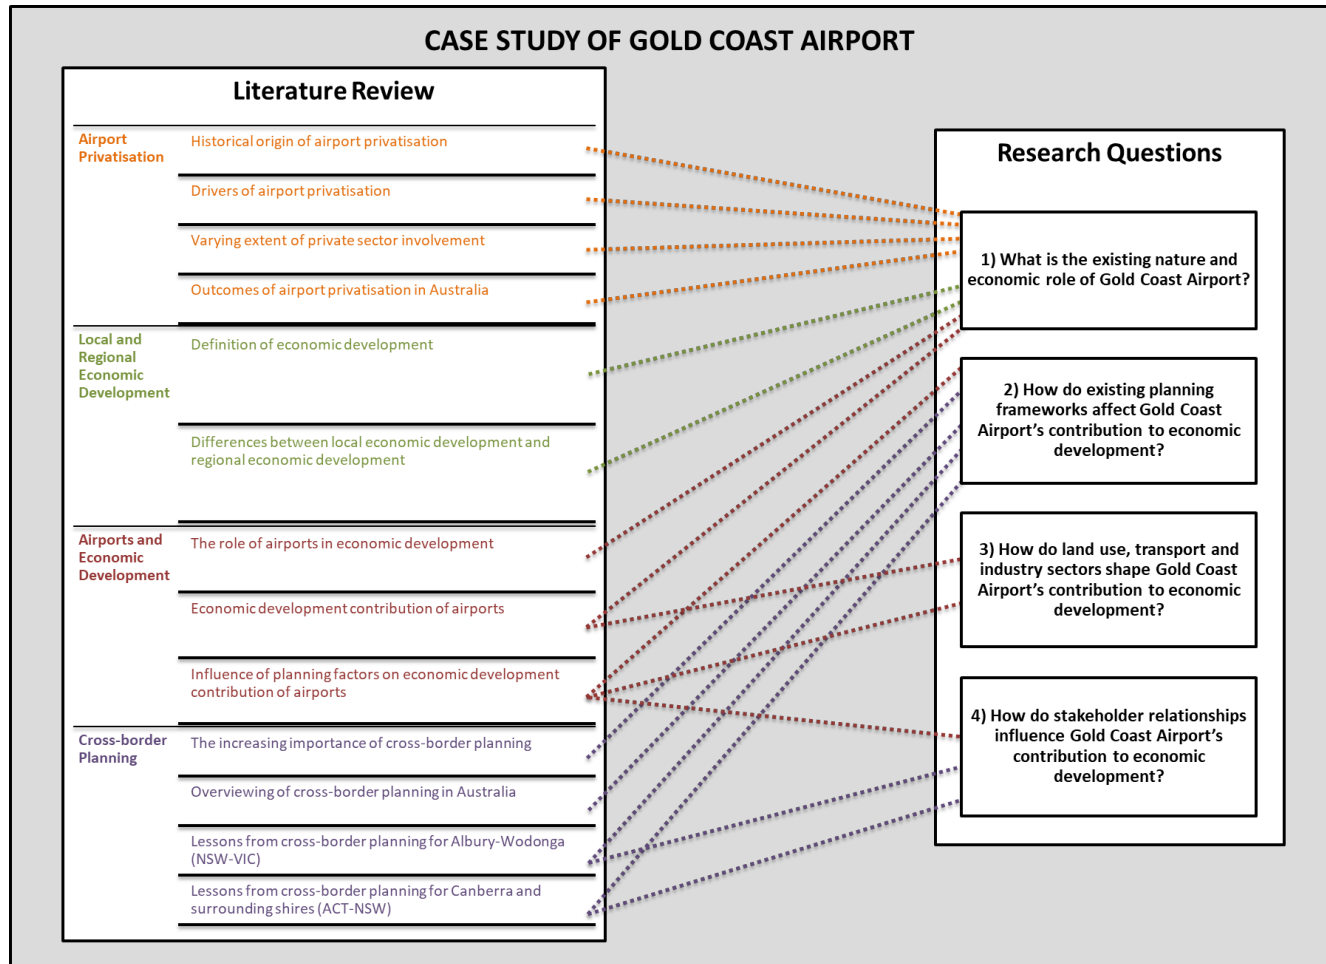 CASE STUDY OF GOLD COAST AIRPORT
Literature Review
Airport
Privatisation
Historical origin of airport privatisation
Drivers of airport privatisation
Varying extent of private sector involvement
Outcomes of airport privatisation in Australia
Local and
Regional
Economic
Development
Definition of economic development
Differences between local economic development and
regional economic development
Airports and
Economic
Development
The role of airports in economic development
Economic development contribution of airports
Influence of planning factors on economic development
contribution of airports
Cross-border
Planning
The increasing importance of cross-border planning
Overviewing of cross-border planning in Australia
Lessons from cross-border planning for Albury-Wodonga
(NSW-VIC)
Lessons from cross-border planning for Canberra and
surrounding shires (ACT-NSW)
Research Questions
1) What is the existing nature and
economic role of Gold Coast Airport?
2) How do existing planning
frameworks affect Gold Coast
Airport’s contribution to economic
development?
3) How do land use, transport and
industry sectors shape Gold Coast
Airport’s contribution to economic
development?
4) How do stakeholder relationships
influence Gold Coast Airport’s
contribution to economic
development?